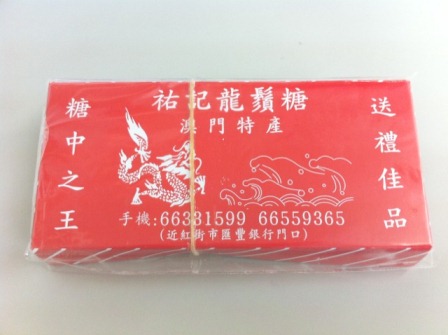 祐記龍鬚糖
澳門特產
糖中之王
送禮佳品
手機:66331599 66559365
(近紅街市匯豐銀行門口)